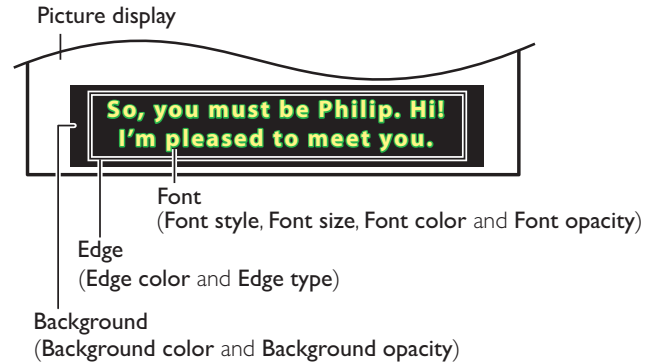 Picture display
So, you must be Philip. Hi!
I'm pleased to meet you.
Font
(Font style, Font size, Font color and Font opacity)
Edge
(Edge color and Edge type)
Background
(Background color and Background opacity)